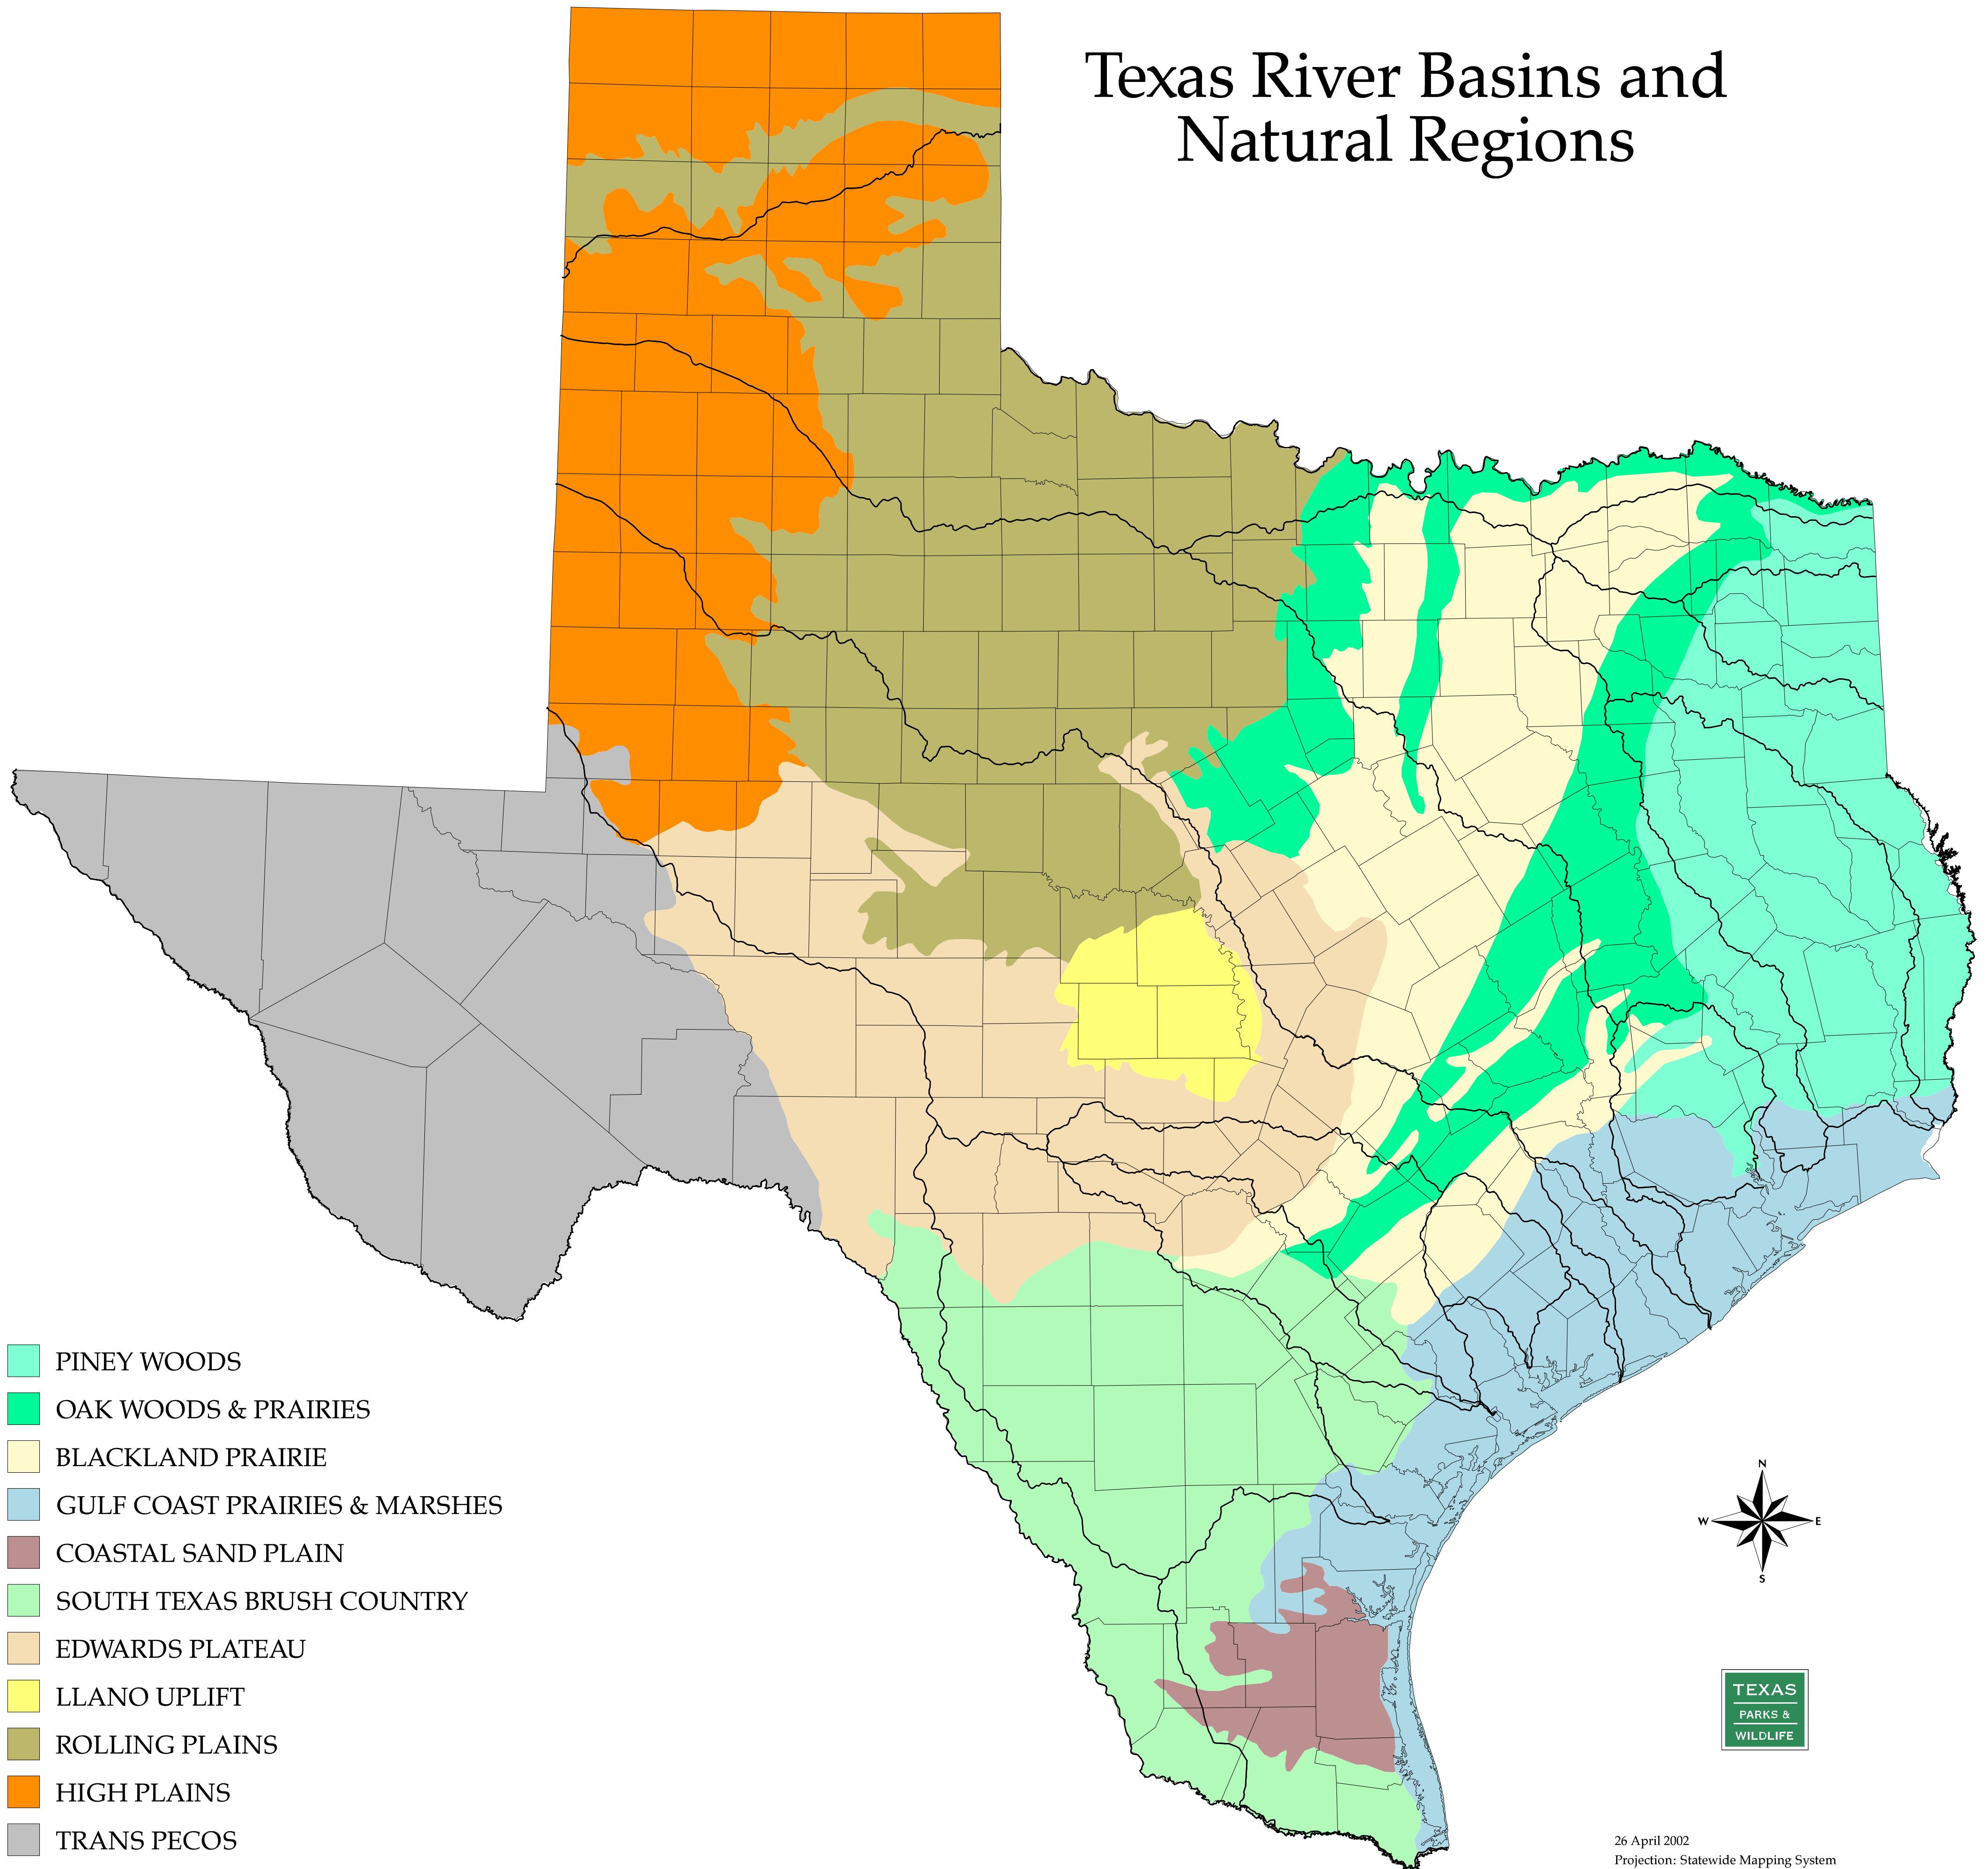 Texas River Basins and
Natural Regions
PINEY WOODS
OAK WOODS & PRAIRIES
BLACKLAND PRAIRIE
GULF COAST PRAIRIES & MARSHES
COASTAL SAND PLAIN
SOUTH TEXAS BRUSH COUNTRY
EDWARDS PLATEAU
LLANO UPLIFT
ROLLING PLAINS
HIGH PLAINS
TRANS PECOS
N
W
E
S
TEXAS
PARKS &
WILDLIFE
26 April 2002
Projection: Statewide Mapping System